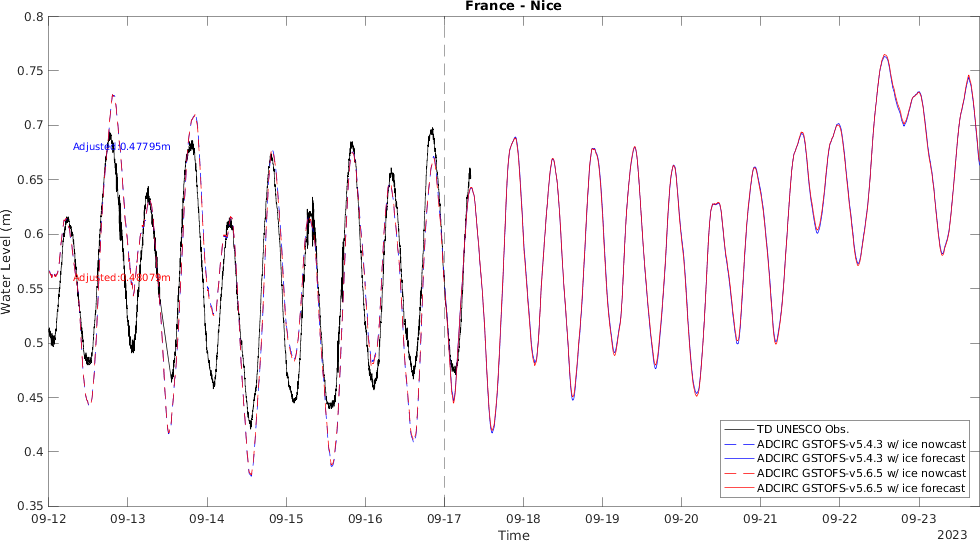 France - Nice
0.8
0.75
0.7
0.65
0.6
0.55
0.5
0.45
0.4
0.35
Water Level (m)
Adjusted:0.47795m
Adjusted:0.48079m
TD UNESCO Obs.
ADCIRC GSTOFS-v5.4.3 w/ ice nowcast
ADCIRC GSTOFS-v5.4.3 w/ ice forecast
ADCIRC GSTOFS-v5.6.5 w/ ice nowcast
ADCIRC GSTOFS-v5.6.5 w/ ice forecast
09-12 09-13 09-14 09-15 09-16 09-17 09-18 09-19 09-20 09-21 09-22 09-23
Time
2023